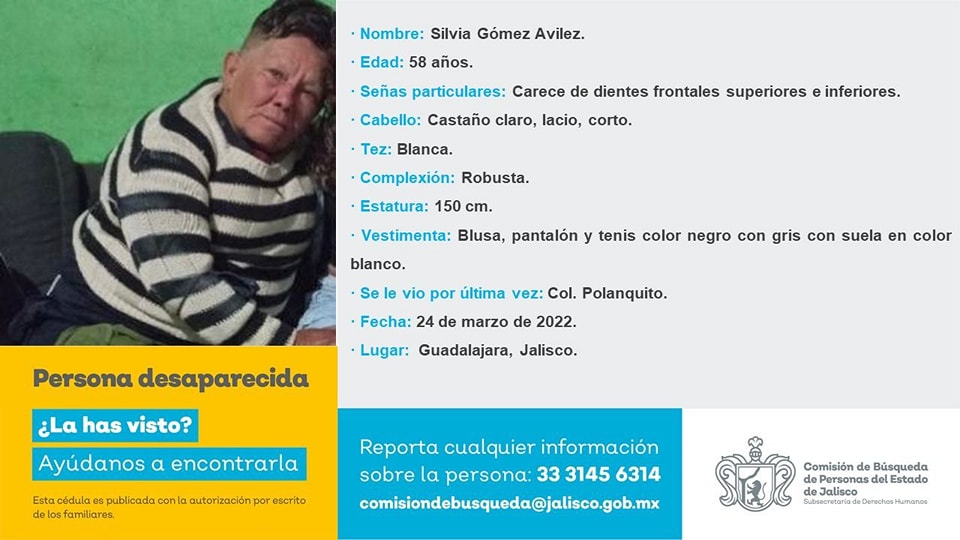 · Nombre: Silvia Gómez Avilez.
· Edad: 58 años.
· Señas particulares: Carece de dientes frontales superiores e inferiores.
· Cabello: Castaño claro, lacio, corto.
· Tez: Blanca.
· Complexión: Robusta.
· Estatura: 150 cm.
· Vestimenta: Blusa, pantalón y tenis color negro con gris con suela en color
blanco.
· Se le vio por última vez: Col. Polanquito.
· Fecha: 24 de marzo de 2022.
· Lugar: Guadalajara, Jalisco.
Persona desaparecida
¿La has visto?
Ayúdanos a encontrarla
Esta cédula es publicada con la autorización por escrito
de los familiares.
Reporta cualquier información
sobre la persona: 33 3145 6314
comisiondebusqueda@jalisco.gob.mx
Comisión de Búsqueda
de Personas del Estado
de Jalisco
Subsecretaría de Derechos Humanos